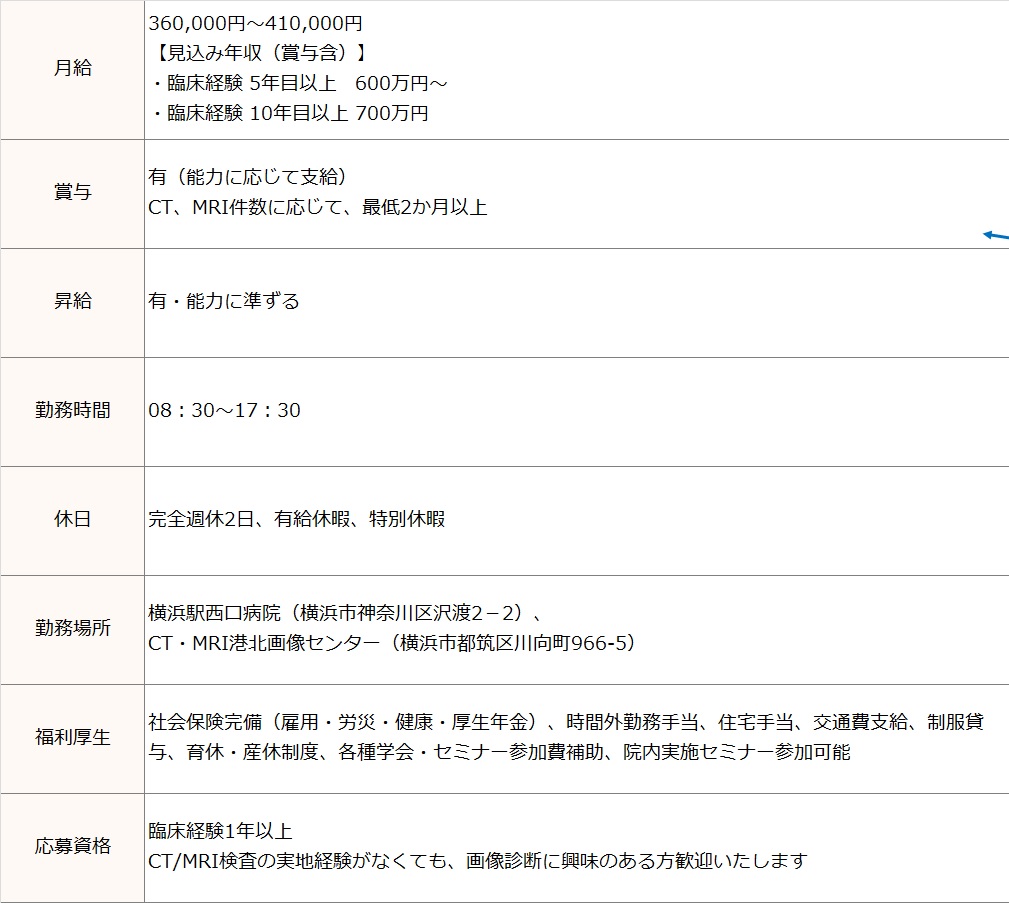 月給
360,000円～410,000円
【見込み年収（賞与含）】
・臨床経験 5年目以上　600万円～
・臨床経験 10年目以上 700万円
賞与
有（能力に応じて支給）
CT、MRI件数に応じて、最低2か月以上
昇給
有・能力に準ずる
勤務時間
08：30～17：30
休日
完全週休2日、有給休暇、特別休暇
勤務場所
横浜駅西口病院（横浜市神奈川区沢渡2－2）、
CT・MRI港北画像センター（横浜市都筑区川向町966-5）
福利厚生
社会保険完備（雇用・労災・健康・厚生年金）、時間外勤務手当、住宅手当、交通費支給、制服貸
与、育休・産休制度、各種学会・セミナー参加費補助、院内実施セミナー参加可能
応募資格
臨床経験1年以上
CT/MRI検査の実地経験がなくても、画像診断に興味のある方歓迎いたします